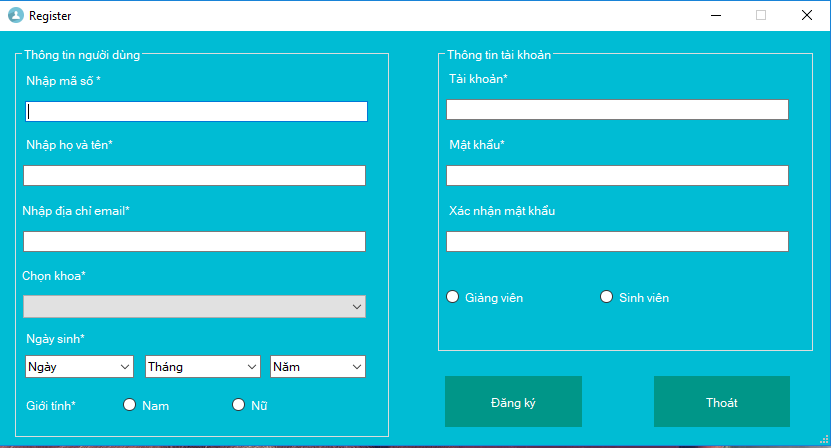 Register
Thông tin người dùng
Nhập mã số *
Nhập họ và tên*
Nhập địa chỉ email*
Chọn khoa*
Ngày sinh*
Ngày Tháng Năm
Giới tính* Nam Nữ
Thông tin tài khoản
Tài khoản*
Mật khẩu*
Xác nhận mật khẩu
Giảng viên Sinh viên
Đăng ký Thoát